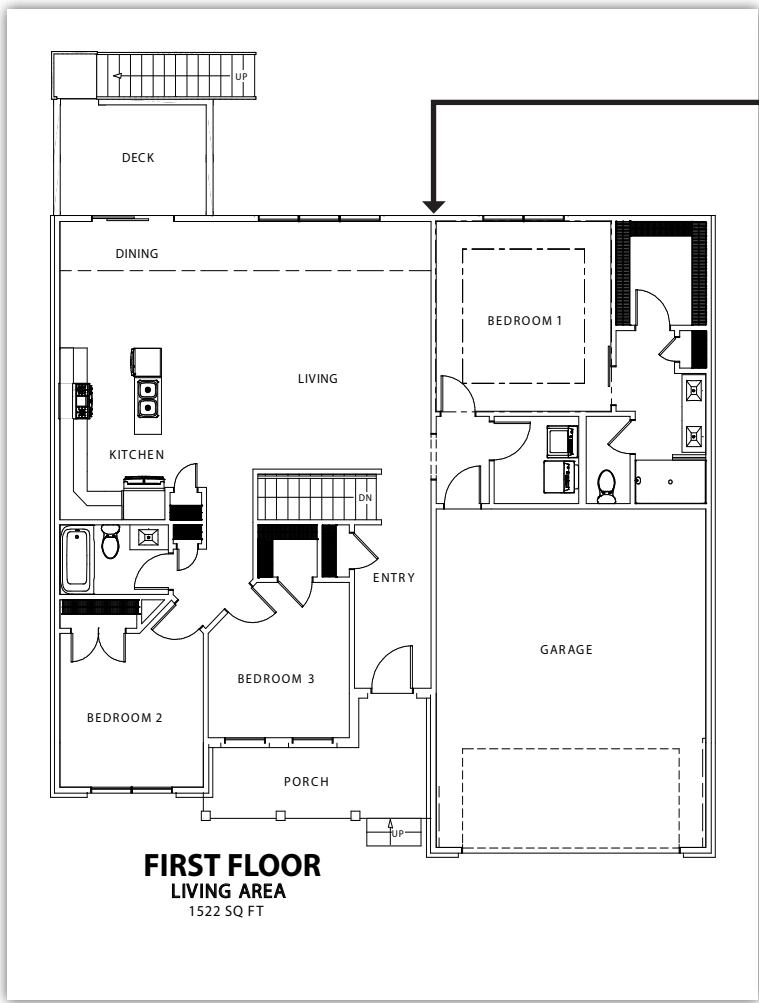 UP
DECK
DINING
BEDROOM 1
LIVING
KITCHEN
DN
ENTRY
GARAGE
BEDROOM 3
BEDROOM 2
PORCH
UP
FIRST FLOOR
LIVING AREA
1522 SQ FT